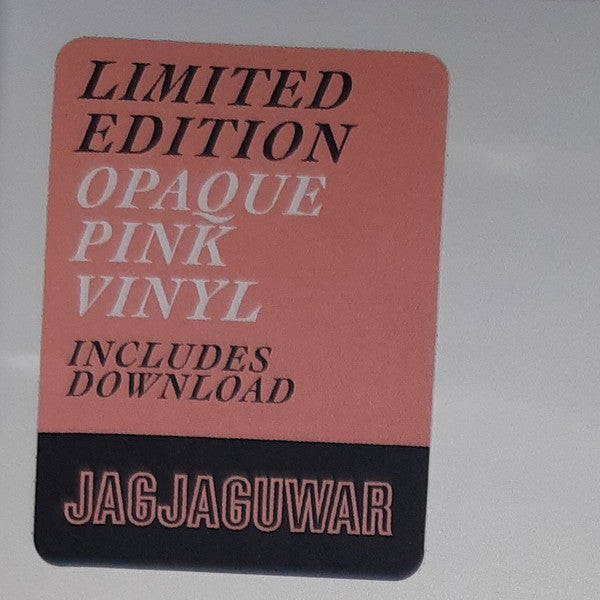 LIMITED
EDITION
OPAQUE
PINK
VINYL
INCLUDES
DOWNLOAD
JAGJAGUWAR